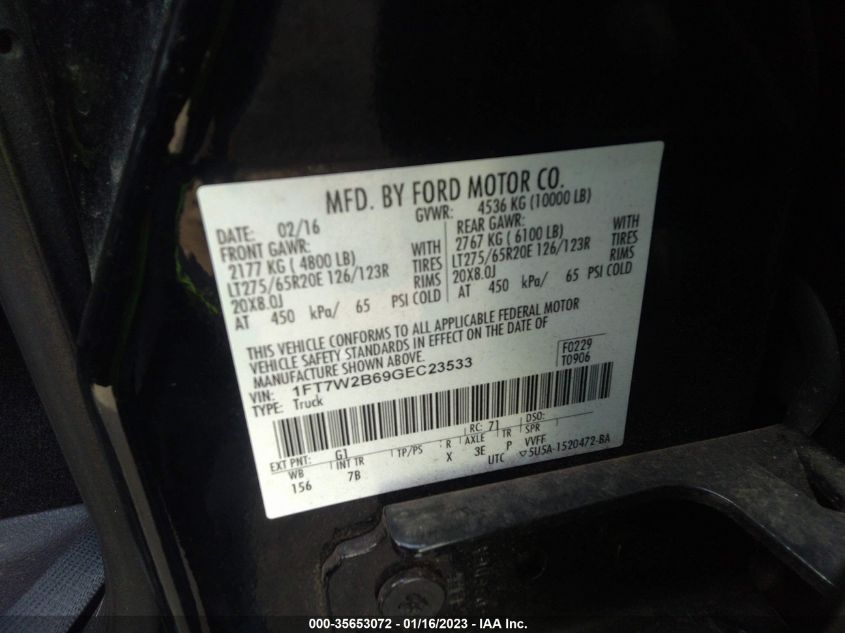 MFD. BY FORD MOTOR CO.
DATE: 02/16 GVWR: 4536 KG (10000 LB)
FRONT GAWR: REAR GAWR:
2177 KG ( 4800 LB) WITH 2767 KG ( 6100 LB) WITH
LT275/65R20E 126/123R TIRES LT275/65R20E 126/123R TIRES
20X8.0J RIMS 20X8.0J RIMS
AT 450 kPa/ 65 PSI COLD AT 450 kPa/ 65 PSI COLD
THIS VEHICLE CONFORMS TO ALL APPLICABLE FEDERAL MOTOR
VEHICLE SAFETY STANDARDS IN EFFECT ON THE DATE OF
MANUFACTURE SHOWN ABOVE.
F0229
T0906
VIN: 1FT7W2B69GEC23533
TYPE: Truck
EXT PNT: G1 RC: 71 DSO:
WB INT TR TP/PS R AXLE TR SPR
156 7B X 3E P VVFF
UTC ▽5U5A-1520472-BA
000-35653072 - 01/16/2023 - IAA Inc.